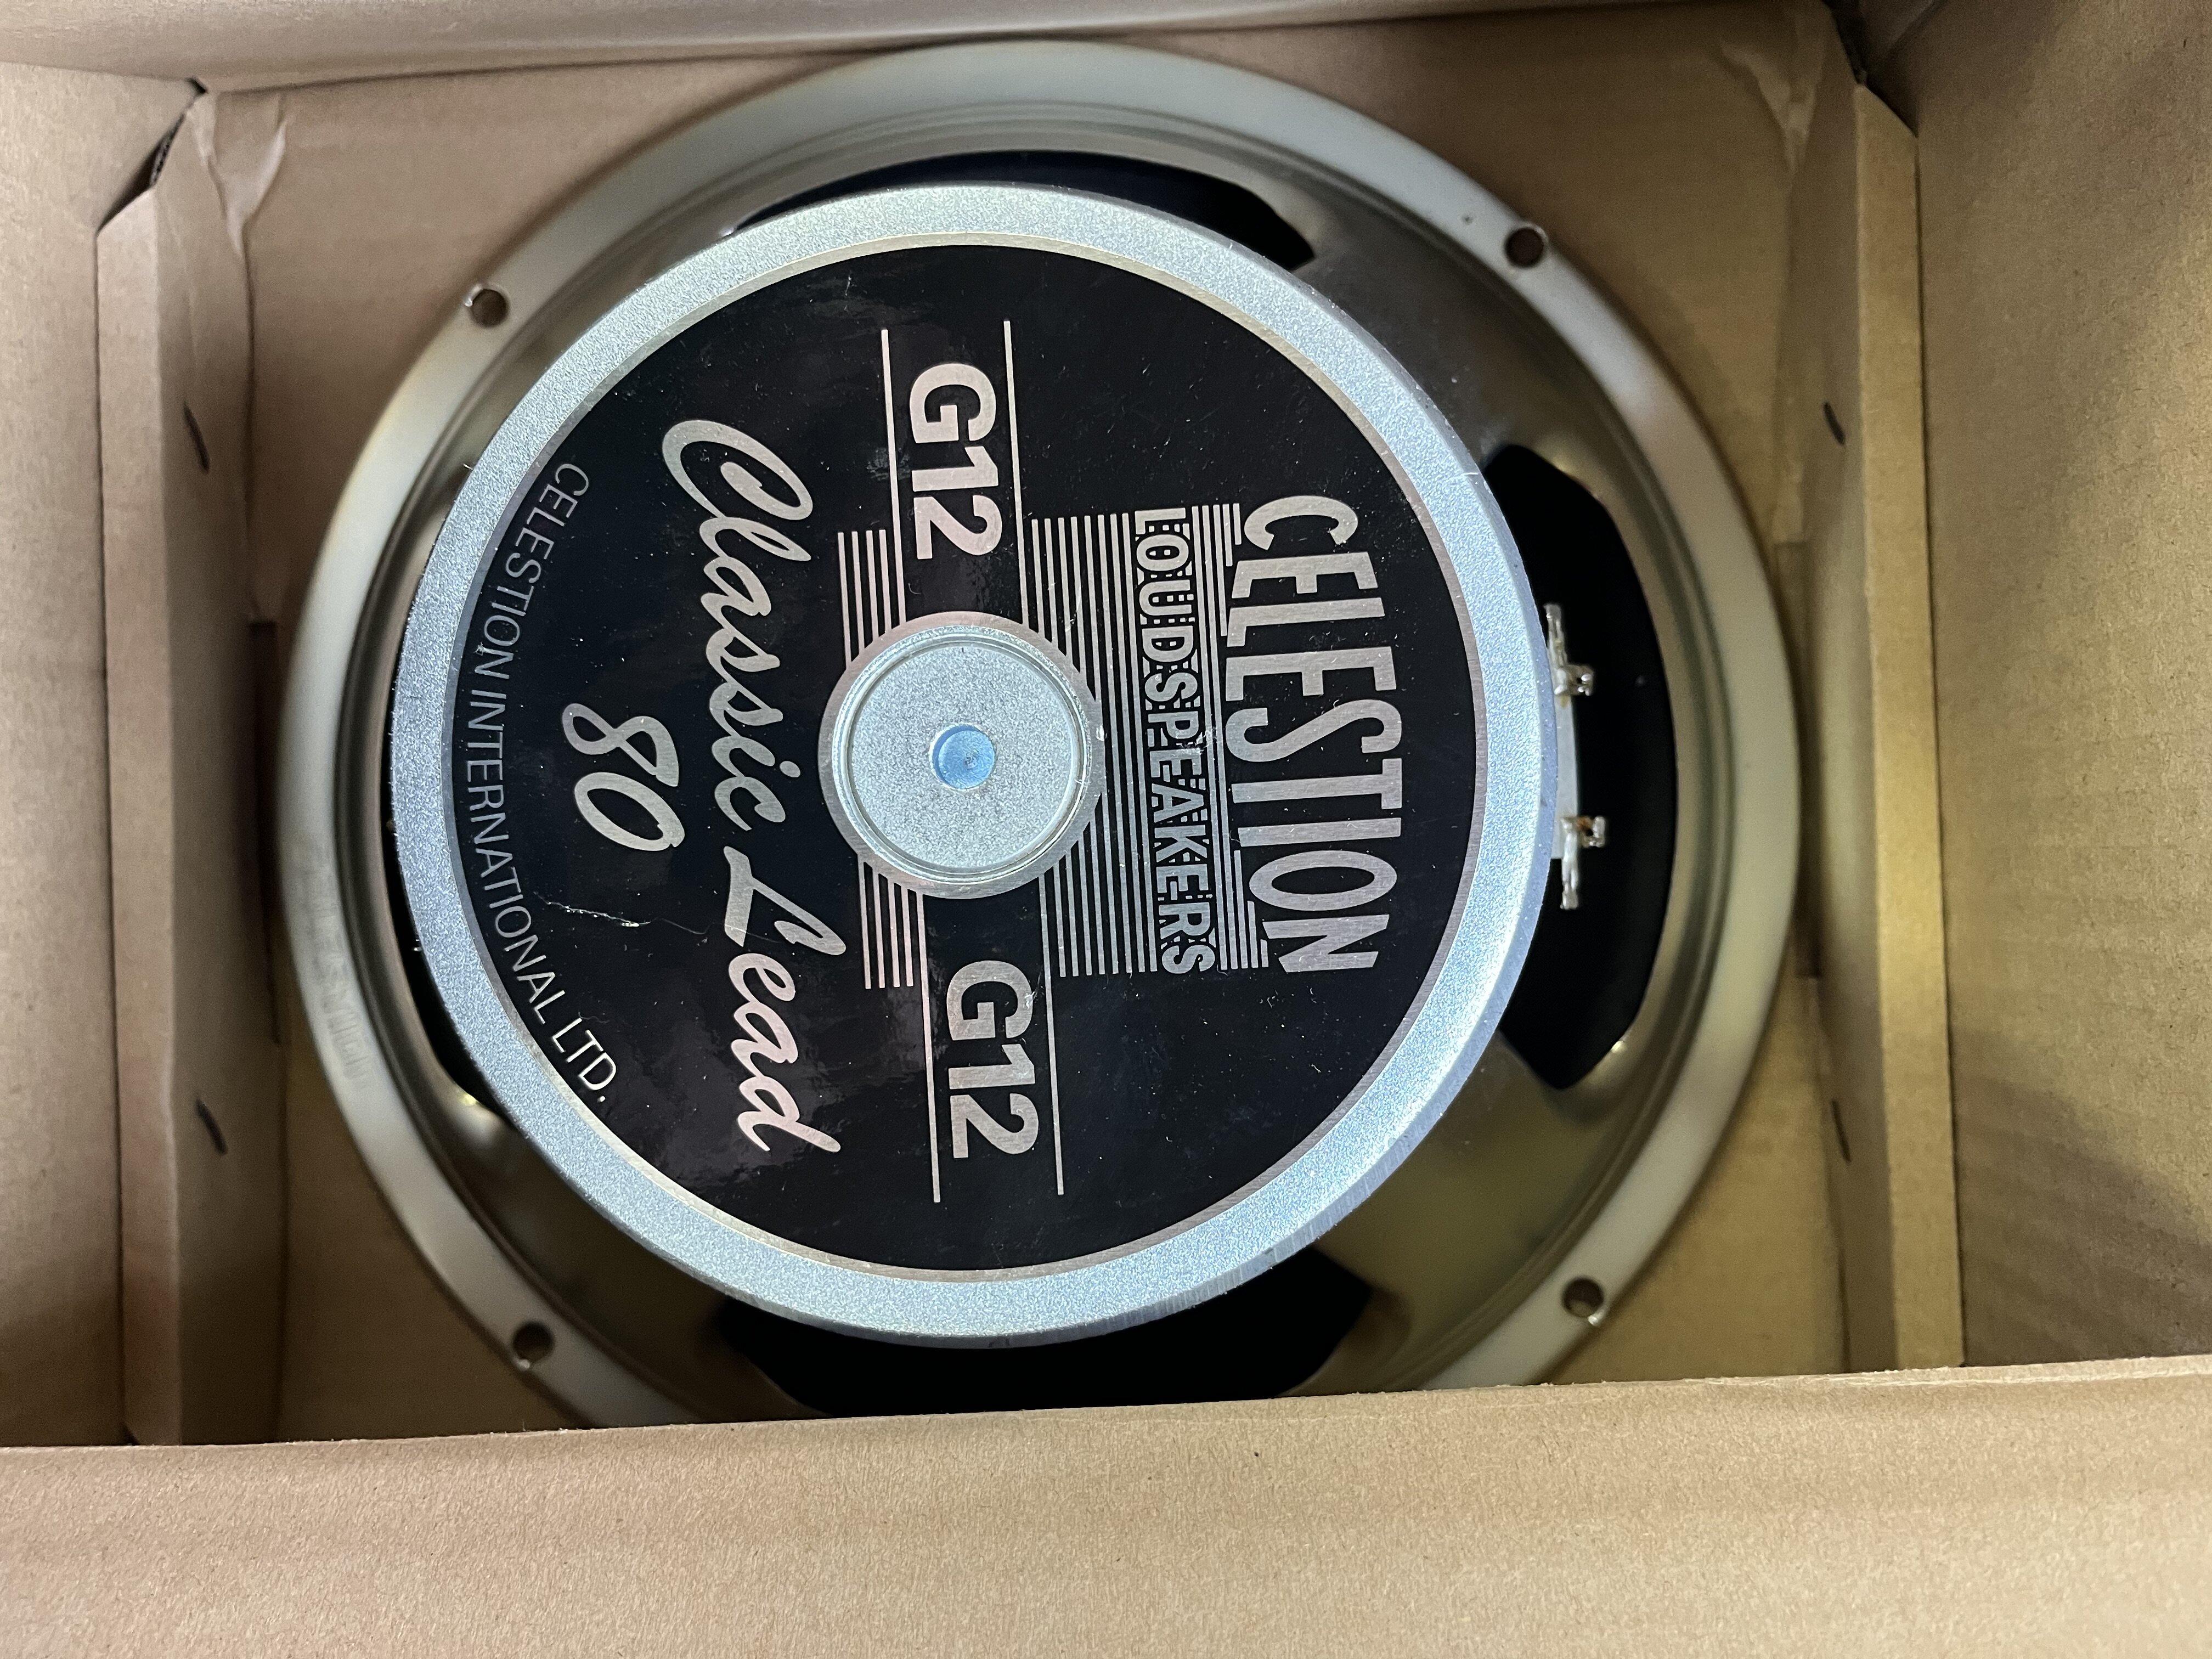 CELESTION
LOUDSPEAKERS
G12 G12
Classic Lead
80
CELESTION INTERNATIONAL LTD.